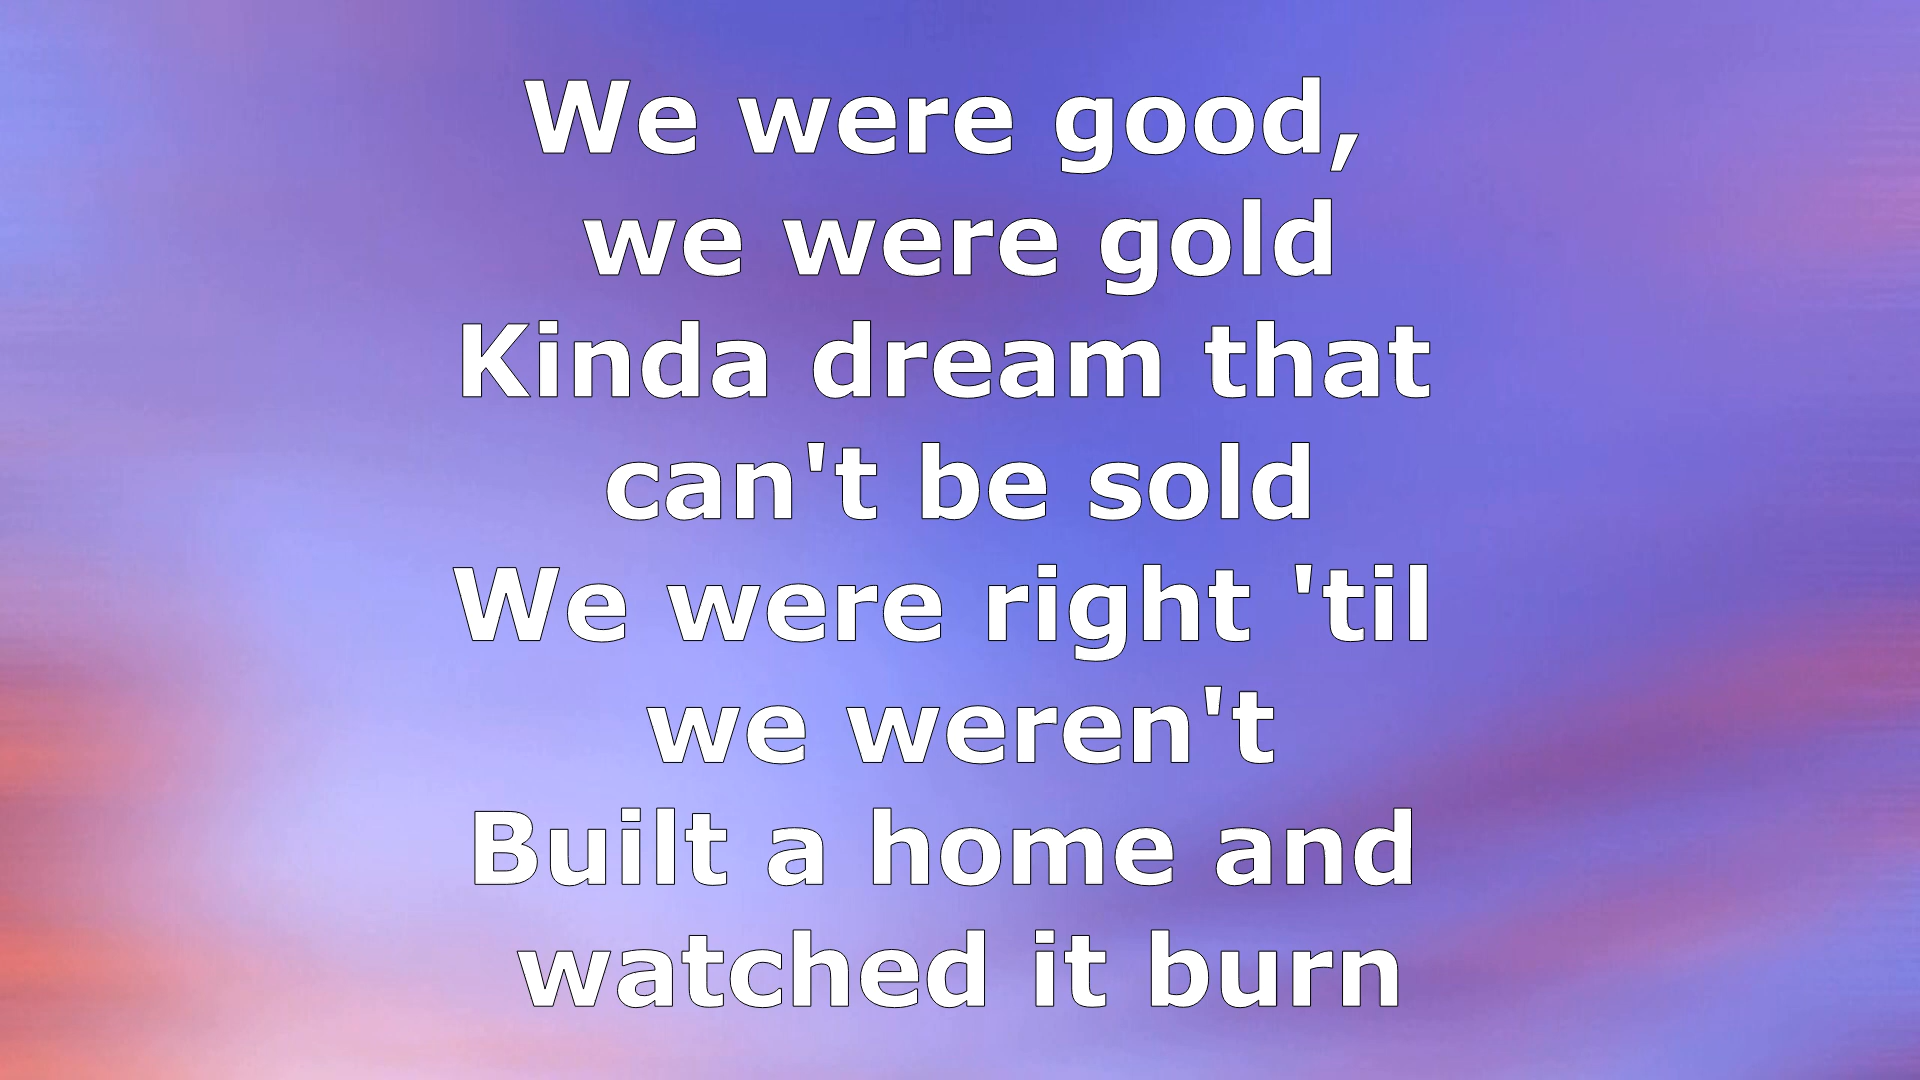 We were good,
we were gold
Kinda dream that
can't be sold
We were right 'til
we weren't
Built a home and
watched it burn